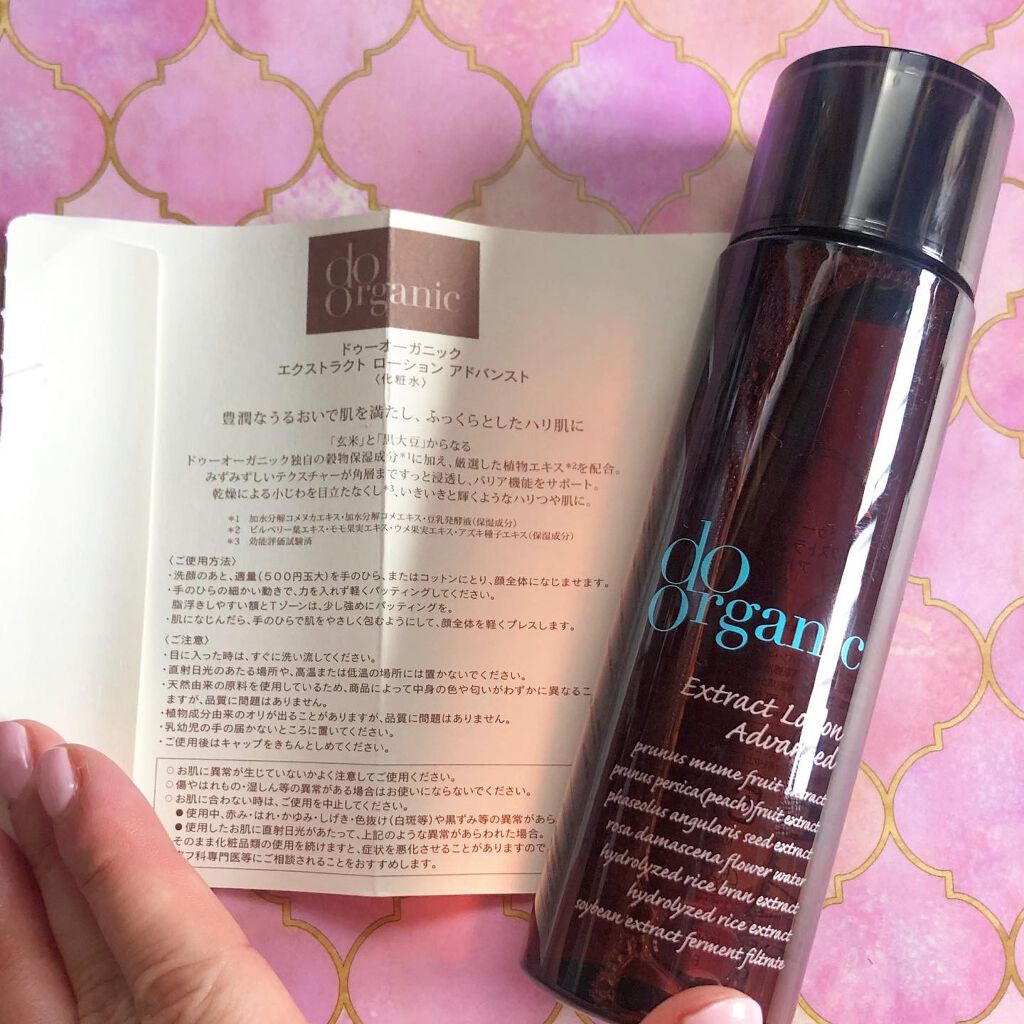 do
organic
ドゥーオーガニック
エクストラクト ローション アドバンスト
〈化粧水〉
豊潤なうるおいで肌を満たし、ふっくらとしたハリ肌に
「玄米」と「黒大豆」からなる
ドゥーオーガニック独自の穀物保湿成分*1に加え、厳選した植物エキス*2を配合。
みずみずしいテクスチャーが角層まですっと浸透し、バリア機能をサポート。
乾燥による小じわを目立たなくし*3、いきいきと輝くようなハリつや肌に。
*1 加水分解コメヌカエキス・加水分解コメエキス・豆乳発酵液(保湿成分)
*2 ビルベリー葉エキス・モモ果実エキス・ウメ果実エキス・アズキ種子エキス(保湿成分)
*3 効能評価試験済
〈ご使用方法〉
・洗顔のあと、適量(500円玉大)を手のひら、またはコットンにとり、顔全体になじませます。
・手のひらの細かい動きで、力を入れず軽くパッティングしてください。
脂浮きしやすい額とTゾーンは、少し強めにパッティングを。
・肌になじんだら、手のひらで肌をやさしく包むようにして、顔全体を軽くプレスします。
〈ご注意〉
・目に入った時は、すぐに洗い流してください。
・直射日光のあたる場所や、高温または低温の場所には置かないでください。
・天然由来の原料を使用しているため、商品によって中身の色や匂いがわずかに異なるこ
ますが、品質に問題はありません。
・植物成分由来のオリが出ることがありますが、品質に問題はありません。
・乳幼児の手の届かないところに置いてください。
・ご使用後はキャップをきちんとしめてください。
○お肌に異常が生じていないかよく注意してご使用ください。
○傷やはれもの・湿しん等の異常がある場合はお使いにならないでください。
○お肌に合わない時は、ご使用を中止してください。
●使用中、赤み・はれ・かゆみ・しげき・色抜け(白斑等)や黒ずみ等の異常があら
●使用したお肌に直射日光があたって、上記のような異常があらわれた場合。
そのまま化粧品類の使用を続けますと、症状を悪化させることがありますので
フ科専門医等にご相談されることをおすすめします。
do
organic
Extract Lotion
Advanced
prunus mume fruit extract
prunus persica(peach)fruit extract
phaseolus angularis seed extract
rosa damascena flower water
hydrolyzed rice bran extract
hydrolyzed rice extract
soybean extract ferment filtrate